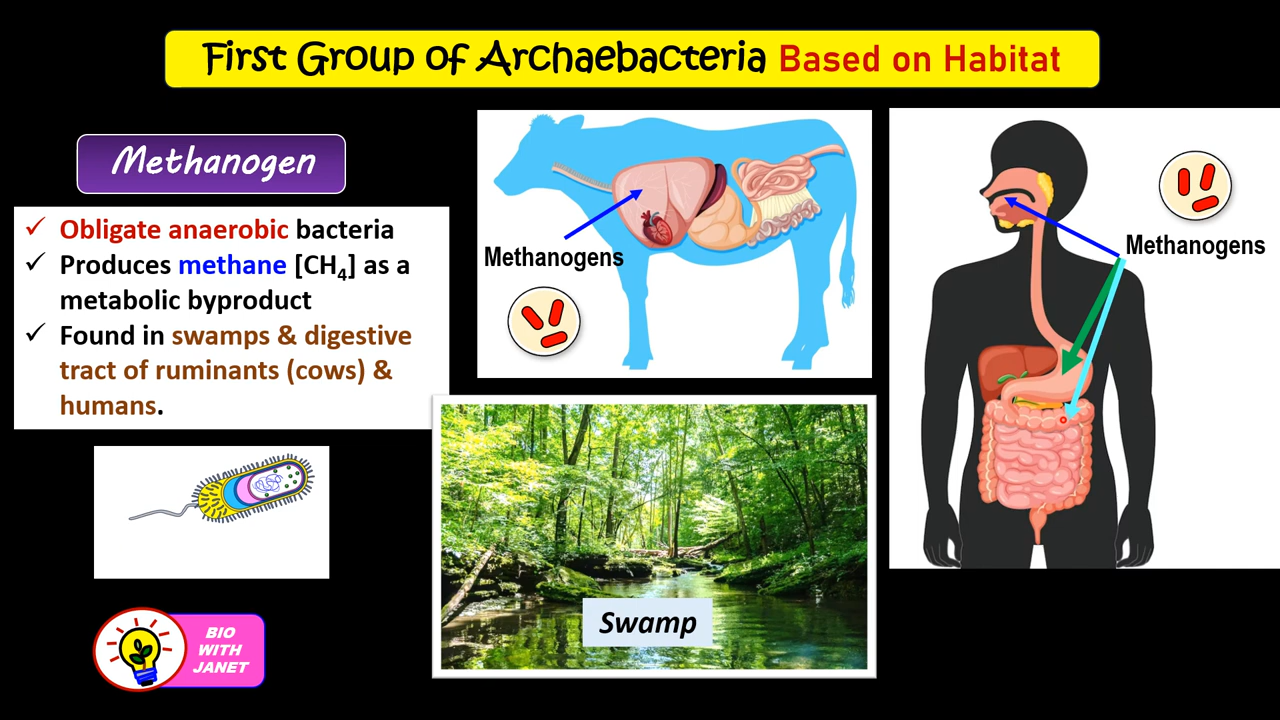 First Group of Archaebacteria Based on Habitat
Methanogen
✓ Obligate anaerobic bacteria
✓ Produces methane [CH₄] as a
metabolic byproduct
✓ Found in swamps & digestive
tract of ruminants (cows) &
humans.
Methanogens
Methanogens
Swamp
BIO
WITH
JANET